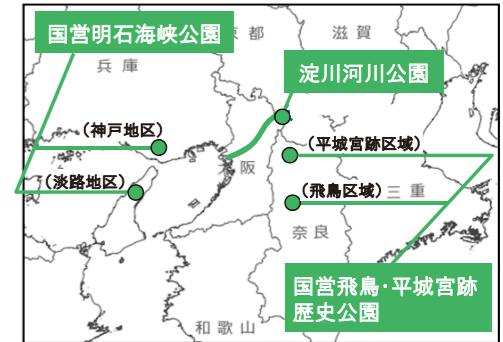 国営明石海峡公園
京都
滋賀
兵庫
淀川河川公園
（神戸地区）
（平城宮跡区域）
大阪
（淡路地区）
（飛鳥区域）
三重
奈良
国営飛鳥・平城宮跡
歴史公園
和歌山